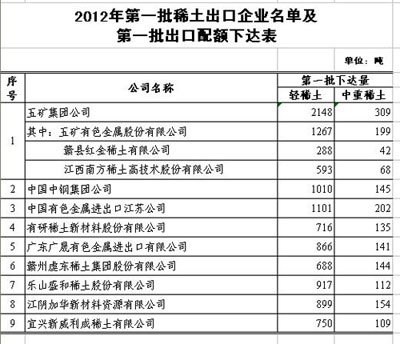 2012年第一批稀土出口企业名单及
第一批出口配额下达表
单位：吨
序号 公司名称 第一批下达量
轻稀土 中重稀土
1 五矿集团公司 2148 309
其中：五矿有色金属股份有限公司 1267 199
赣县红金稀土有限公司 288 42
江西南方稀土高技术股份有限公司 593 68
2 中国中钢集团公司 1010 145
3 中国有色金属进出口江苏公司 1101 202
4 有研稀土新材料股份有限公司 716 135
5 广东广晟有色金属进出口有限公司 866 141
6 赣州虔东稀土集团股份有限公司 688 144
7 乐山盛和稀土股份有限公司 917 112
8 江阴加华新材料资源有限公司 899 154
9 宜兴新威利成稀土有限公司 750 109